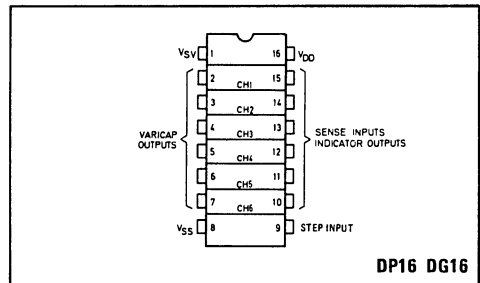 VSV 1 16 VDD
2 CH1 15
3 CH2 14
VARICAP OUTPUTS 4 CH3 13 SENSE INPUTS INDICATOR OUTPUTS
5 CH4 12
6 CH5 11
7 CH6 10
VSS 8 9 STEP INPUT
DP16 DG16